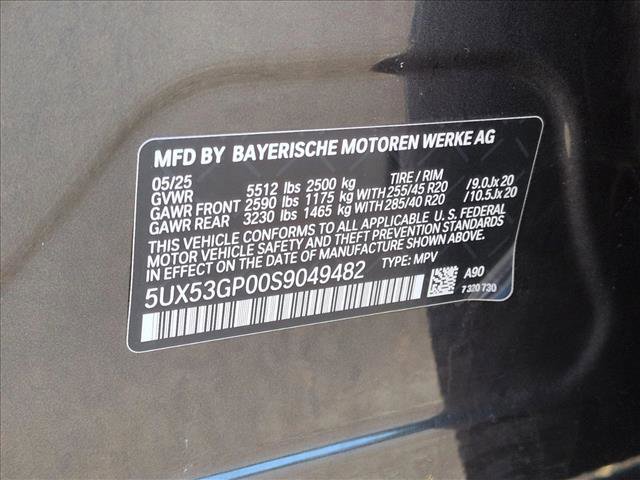 MFD BY BAYERISCHE MOTOREN WERKE AG
05/25 TIRE / RIM
GVWR 5512 lbs 2500 kg
GAWR FRONT 2590 lbs 1175 kg WITH 255/45 R20 /9.0Jx20
GAWR REAR 3230 lbs 1465 kg WITH 285/40 R20 /10.5Jx20
THIS VEHICLE CONFORMS TO ALL APPLICABLE U.S. FEDERAL
MOTOR VEHICLE SAFETY AND THEFT PREVENTION STANDARDS
IN EFFECT ON THE DATE OF MANUFACTURE SHOWN ABOVE.
5UX53GP00S9049482 TYPE: MPV
A90
7 320 730